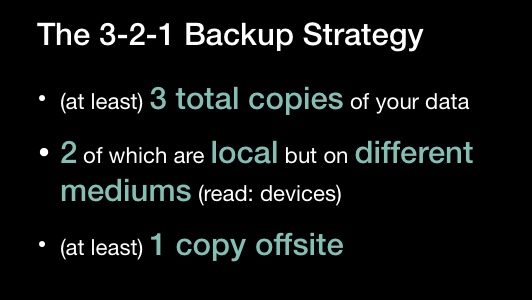 The 3-2-1 Backup Strategy
• (at least) 3 total copies of your data
• 2 of which are local but on different
mediums (read: devices)
• (at least) 1 copy offsite